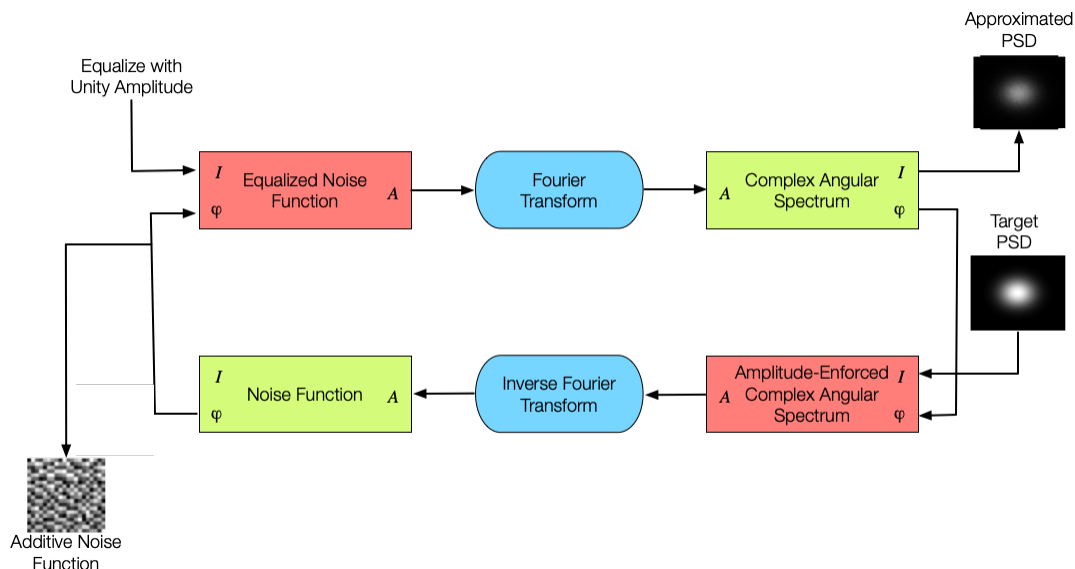 Approximated
PSD
Equalize with
Unity Amplitude
I
Equalized Noise
Function
A
φ
Fourier
Transform
A
Complex Angular
Spectrum
I
φ
Target
PSD
I
Noise Function
A
φ
Inverse Fourier
Transform
A
Amplitude-Enforced
Complex Angular
Spectrum
I
φ
Additive Noise
Function